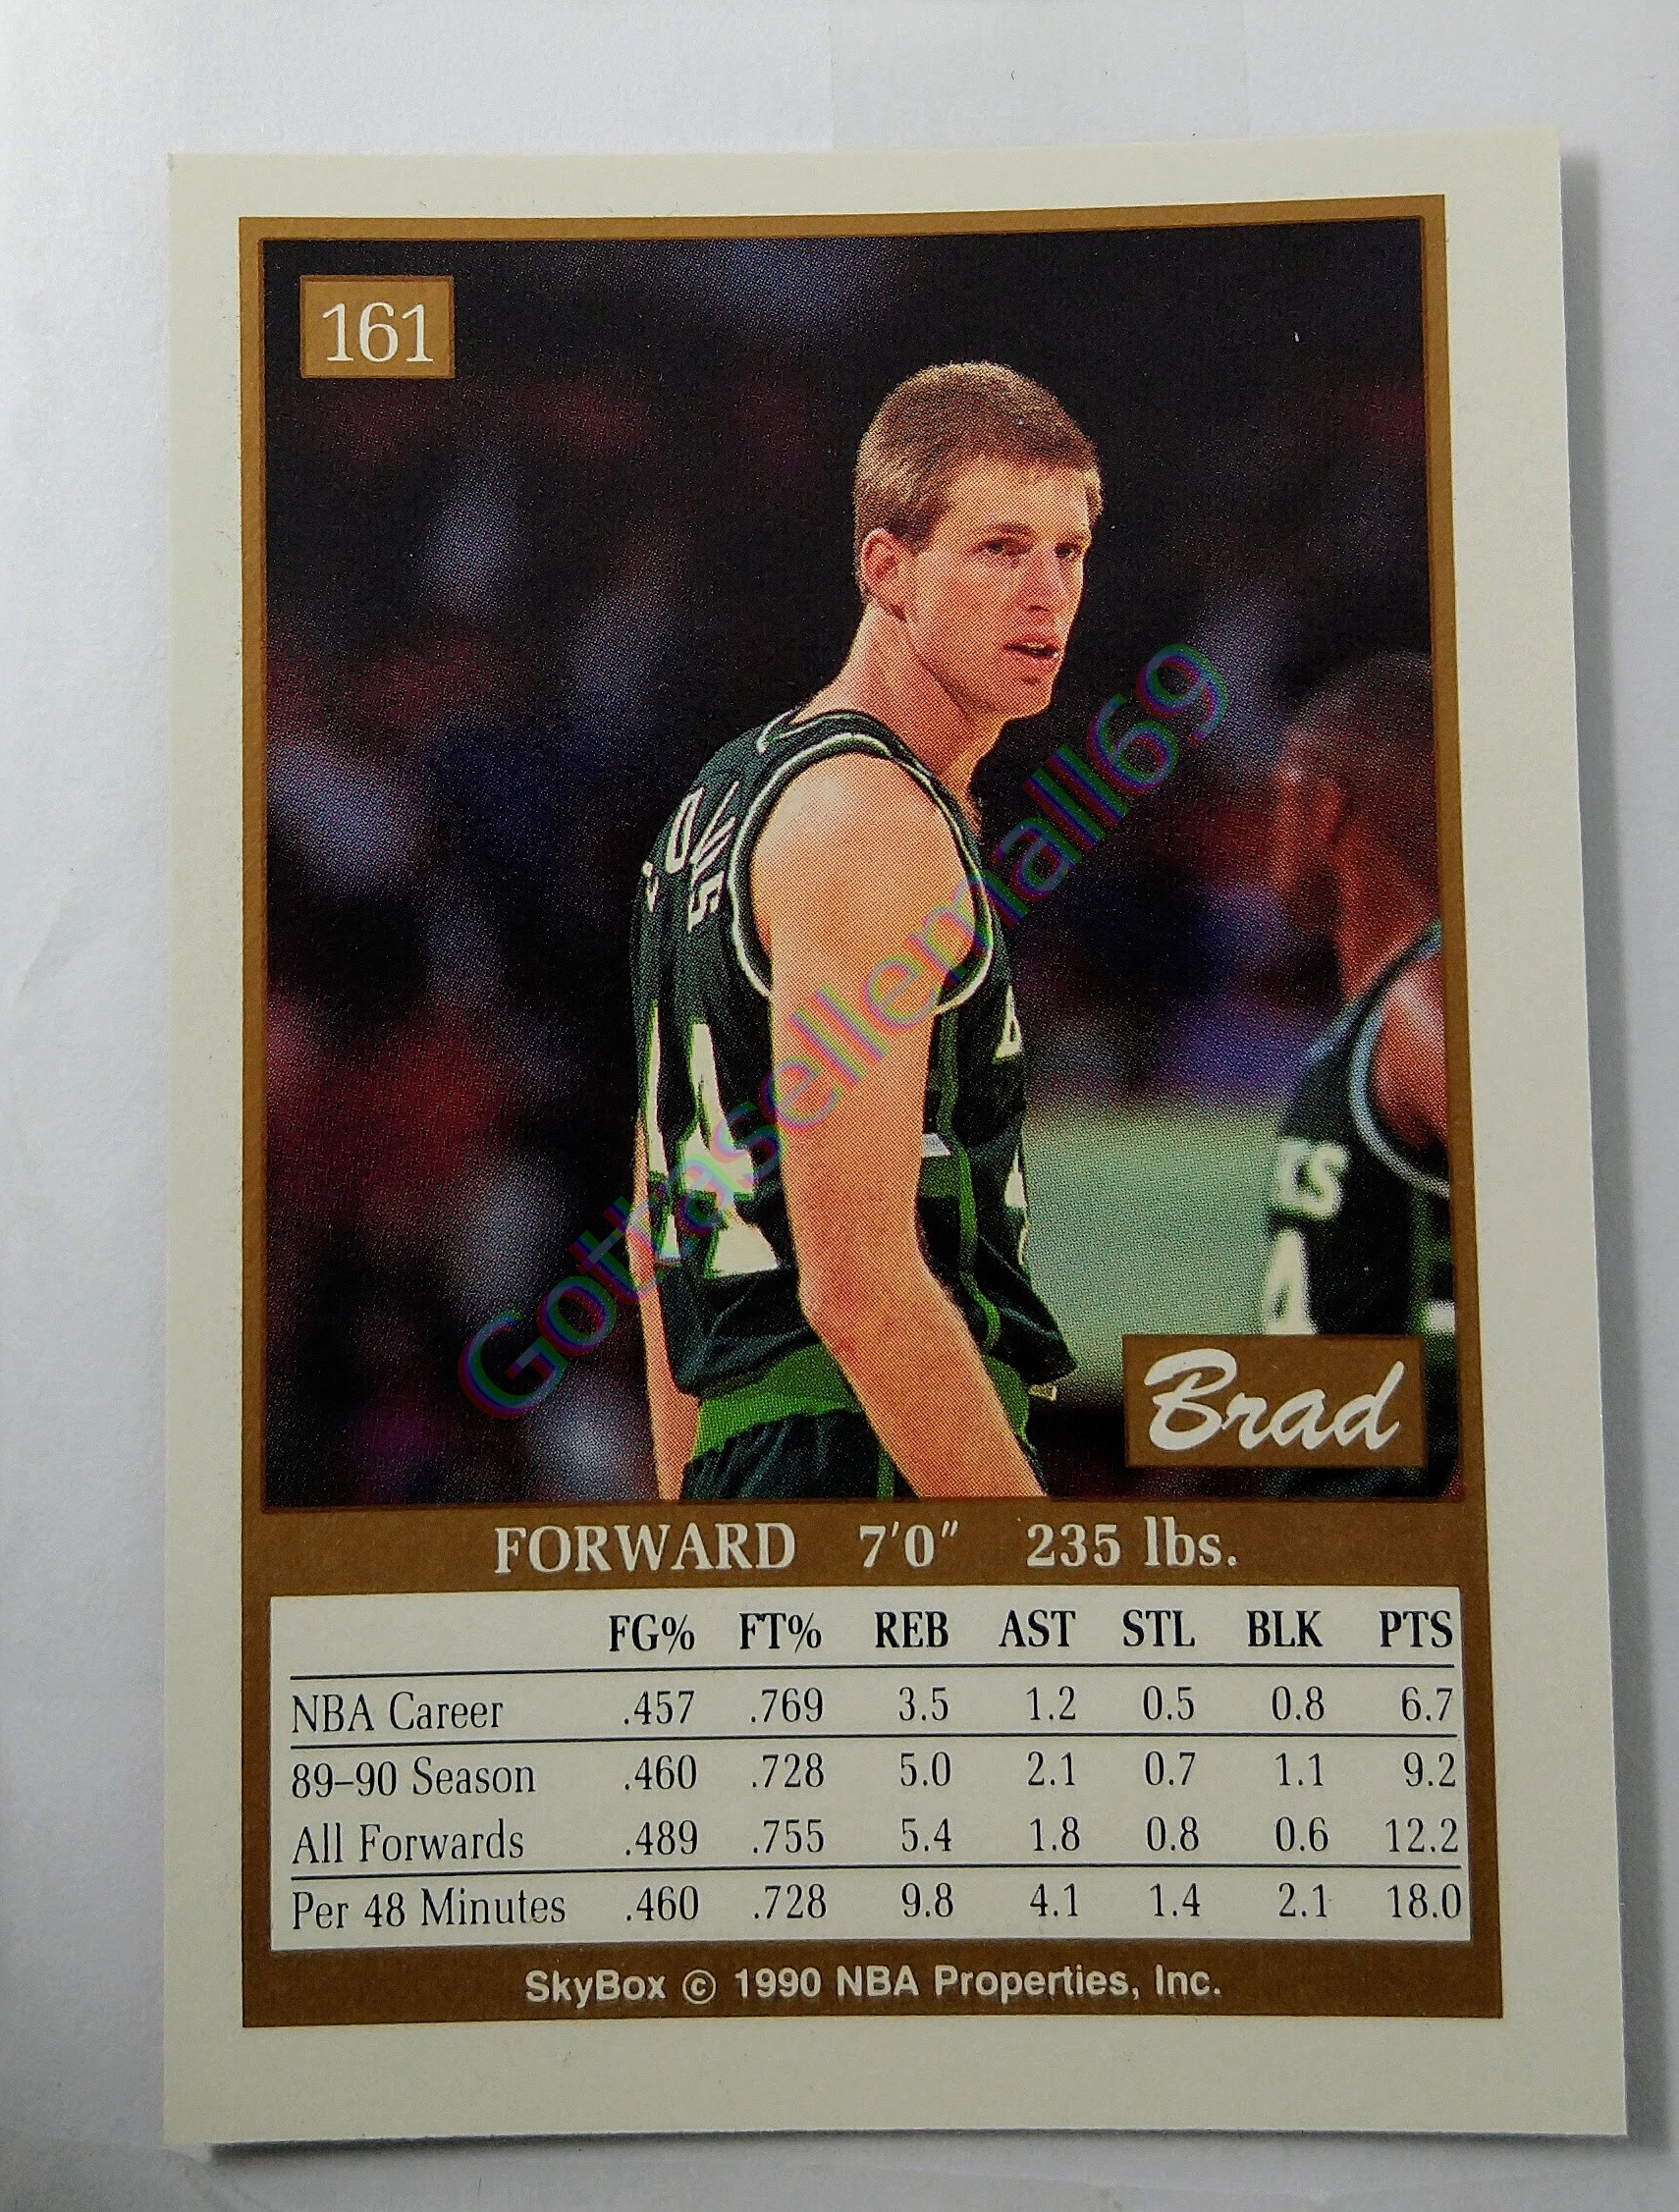 161
44
ES
Gottrasellemall69
Brad
FORWARD 7'0" 235 lbs.
FG% FT% REB AST STL BLK PTS
NBA Career .457 .769 3.5 1.2 0.5 0.8 6.7
89–90 Season .460 .728 5.0 2.1 0.7 1.1 9.2
All Forwards .489 .755 5.4 1.8 0.8 0.6 12.2
Per 48 Minutes .460 .728 9.8 4.1 1.4 2.1 18.0
SkyBox © 1990 NBA Properties, Inc.